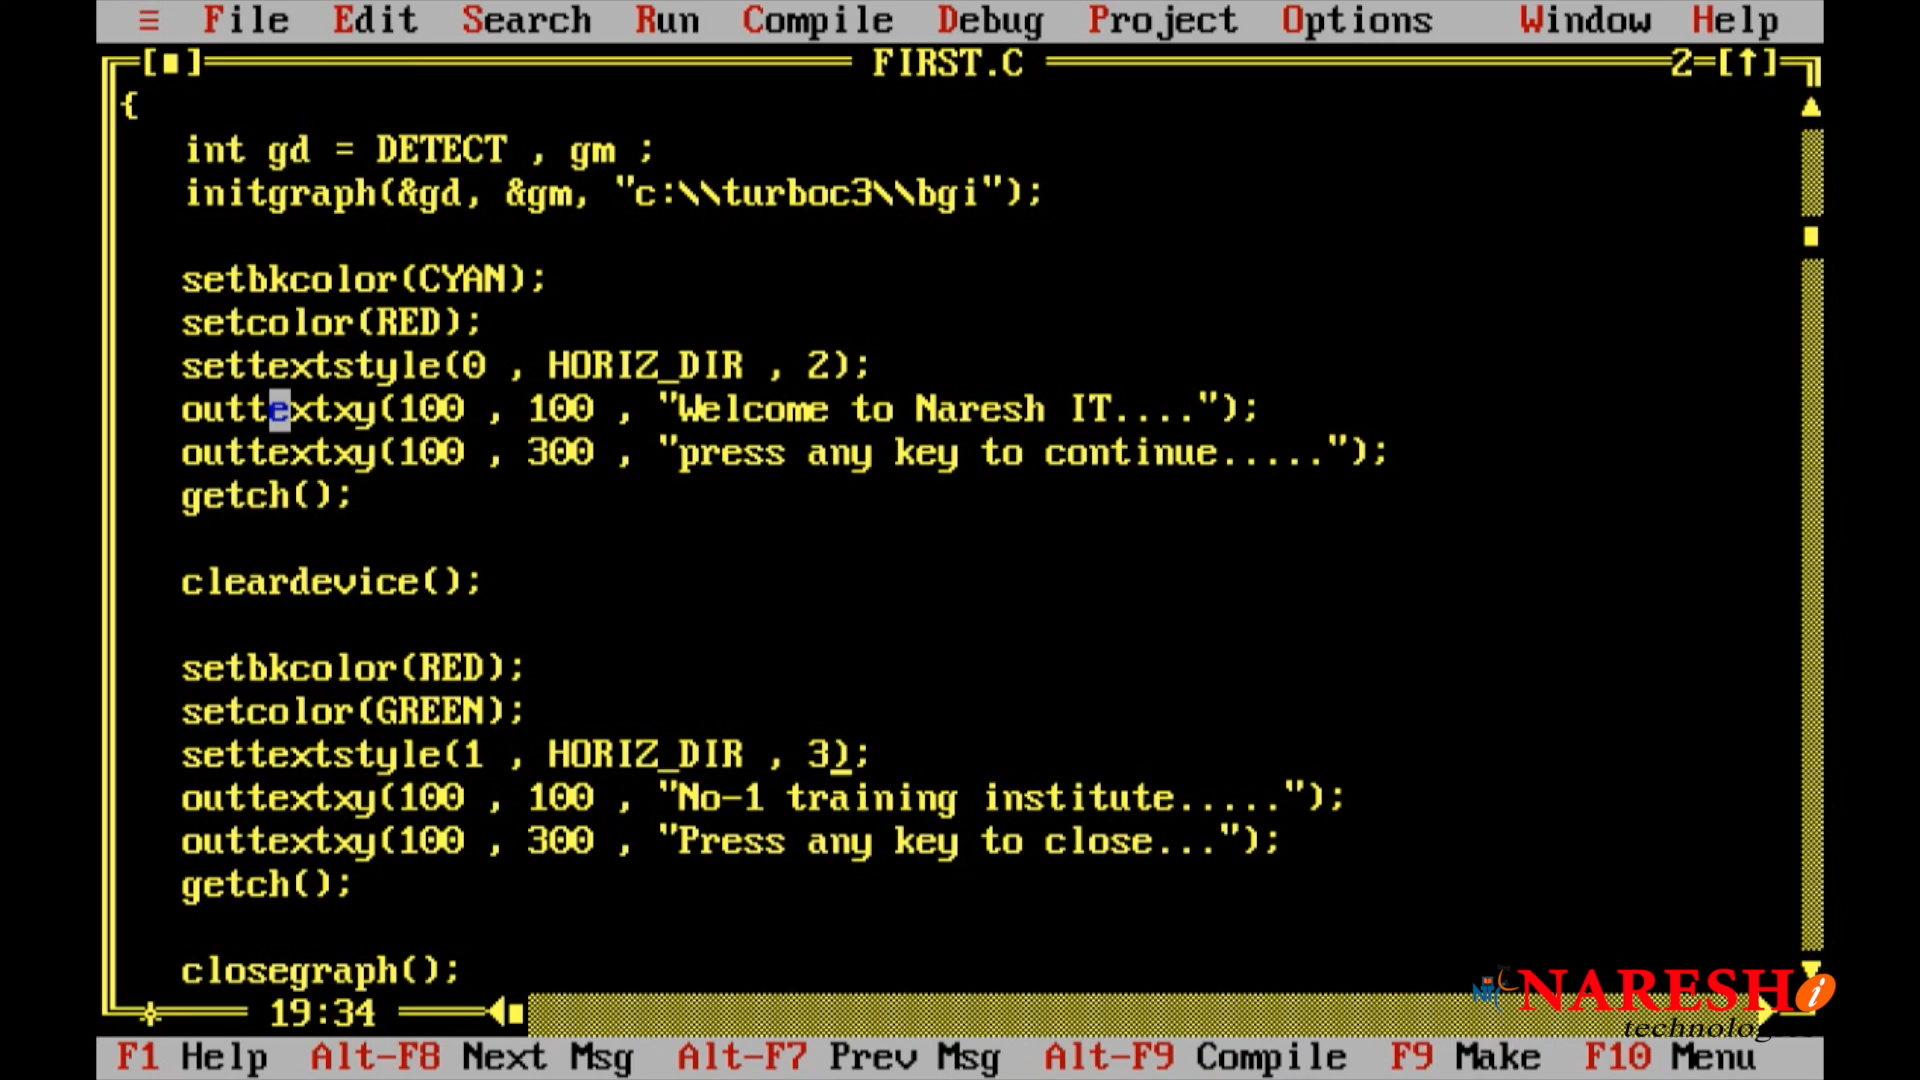 ≡ File Edit Search Run Compile Debug Project Options Window Help
[■] FIRST.C 2=[↑]
{
int gd = DETECT , gm ;
initgraph(&gd, &gm, "c:\\turboc3\\bgi");
setbkcolor(CYAN);
setcolor(RED);
settextstyle(0 , HORIZ_DIR , 2);
outtextxy(100 , 100 , "Welcome to Naresh IT....");
outtextxy(100 , 300 , "press any key to continue.....");
getch();
cleardevice();
setbkcolor(RED);
setcolor(GREEN);
settextstyle(1 , HORIZ_DIR , 3);
outtextxy(100 , 100 , "No-1 training institute.....");
outtextxy(100 , 300 , "Press any key to close...");
getch();
closegraph();
19:34
NARESH i
F1 Help Alt-F8 Next Msg Alt-F7 Prev Msg Alt-F9 Compile F9 Make F10 Menu